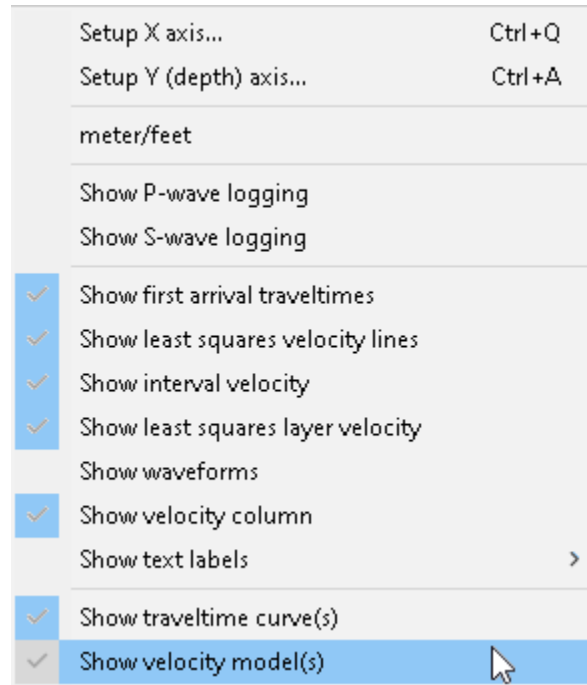 Setup X axis... Ctrl+Q
Setup Y (depth) axis... Ctrl+A
meter/feet
Show P-wave logging
Show S-wave logging
Show first arrival traveltimes
Show least squares velocity lines
Show interval velocity
Show least squares layer velocity
Show waveforms
Show velocity column
Show text labels
Show traveltime curve(s)
Show velocity model(s)